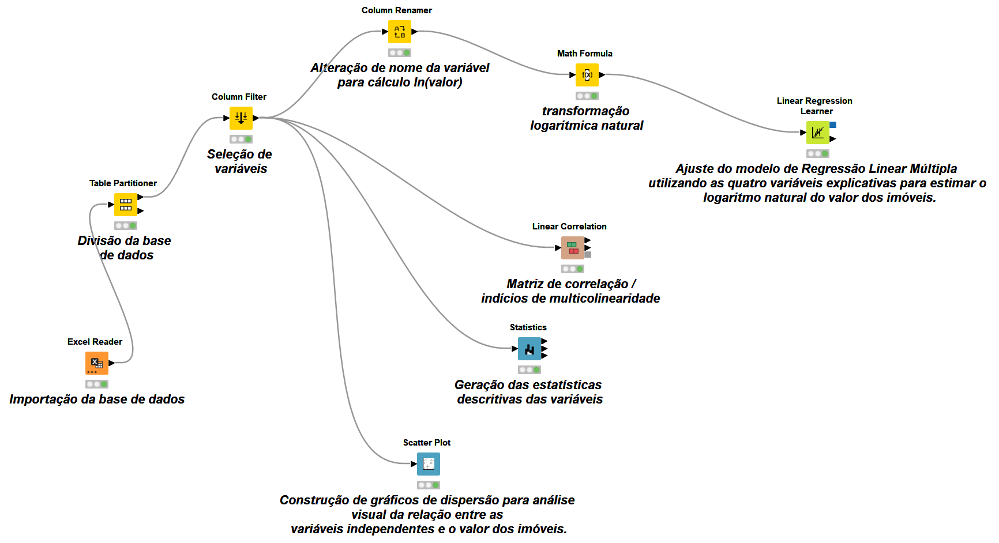 Column Renamer
Alteração de nome da variável
para cálculo ln(valor)
Math Formula
transformação
logarítmica natural
Column Filter
Seleção de
variáveis
Linear Regression
Learner
Ajuste do modelo de Regressão Linear Múltipla
utilizando as quatro variáveis explicativas para estimar o
logaritmo natural do valor dos imóveis.
Table Partitioner
Divisão da base
de dados
Linear Correlation
Matriz de correlação /
indícios de multicolinearidade
Statistics
Geração das estatísticas
descritivas das variáveis
Excel Reader
Importação da base de dados
Scatter Plot
Construção de gráficos de dispersão para análise
visual da relação entre as
variáveis independentes e o valor dos imóveis.